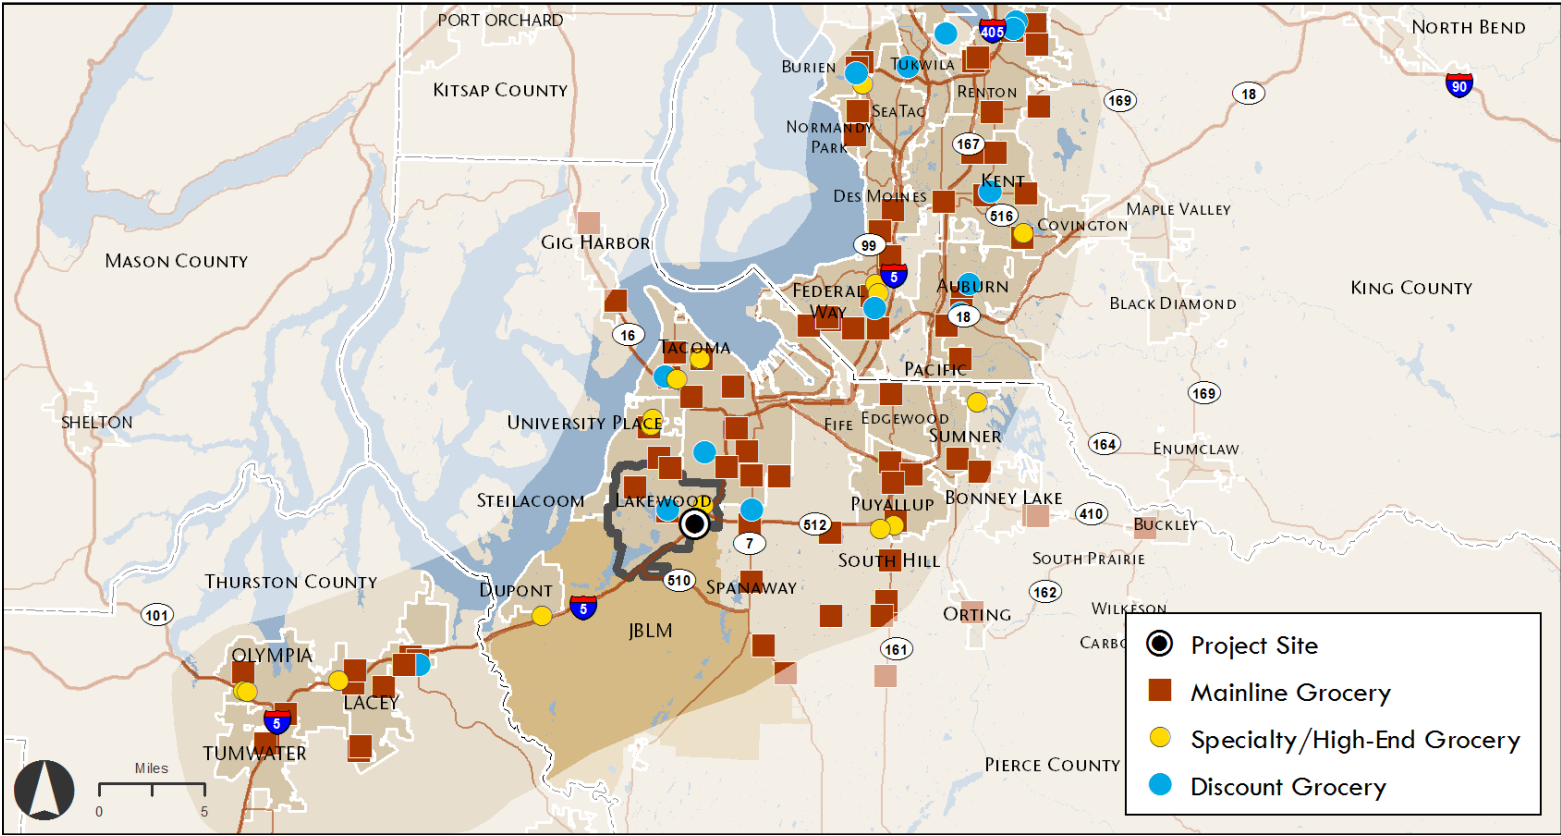 PORT ORCHARD
NORTH BEND
405
BURIEN
TUKWILA
KITSAP COUNTY
90
RENTON
169
18
SEATAC
NORMANDY
PARK
167
KENT
DES MOINES
516
MAPLE VALLEY
COVINGTON
GIG HARBOR
99
MASON COUNTY
5
FEDERAL
WAY
AUBURN
KING COUNTY
BLACK DIAMOND
18
16
TACOMA
PACIFIC
169
SHELTON
UNIVERSITY PLACE
FIFE
EDGEWOOD
SUMNER
164
ENUMCLAW
STEILACOOM
LAKEWOOD
PUYALLUP
BONNEY LAKE
410
BUCKLEY
512
7
SOUTH HILL
SOUTH PRAIRIE
THURSTON COUNTY
DUPONT
510
SPANAWAY
162
101
5
JBLM
ORTING
WILKESON
CARBO
161
OLYMPIA
LACEY
5
TUMWATER
PIERCE COUNTY
Miles
0 5
Project Site
Mainline Grocery
Specialty/High-End Grocery
Discount Grocery